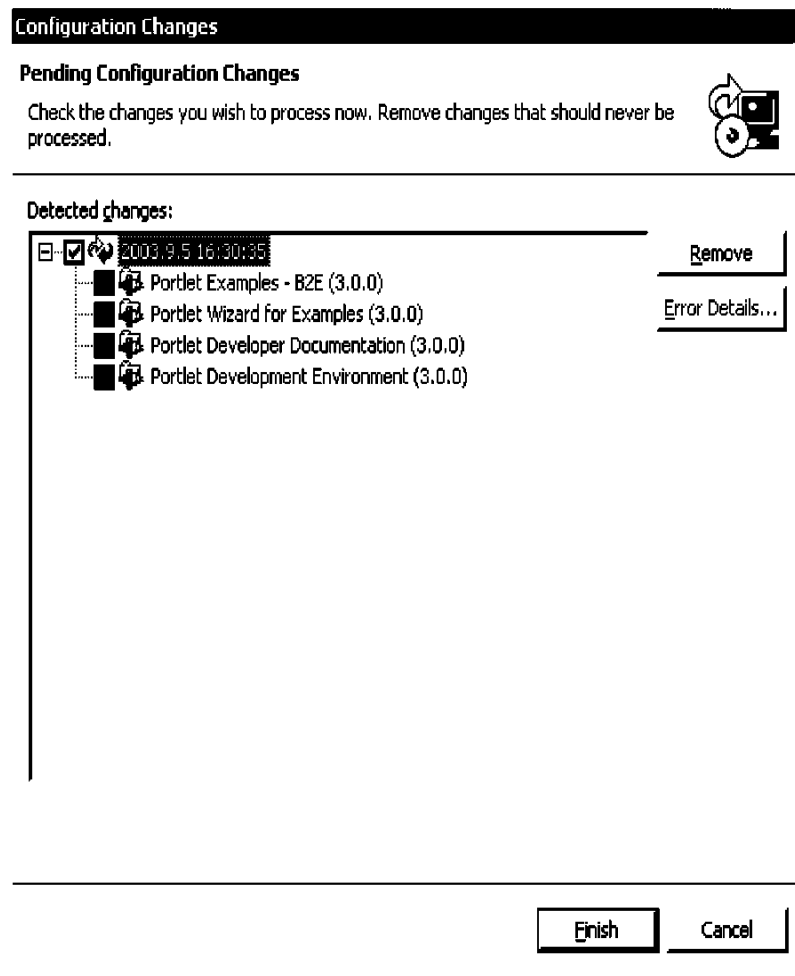 Configuration Changes
Pending Configuration Changes
Check the changes you wish to process now. Remove changes that should never be
processed.
Detected changes:
2003.9.5 16:30:35
Portlet Examples - B2E (3.0.0)
Portlet Wizard for Examples (3.0.0)
Portlet Developer Documentation (3.0.0)
Portlet Development Environment (3.0.0)
Remove
Error Details...
Finish
Cancel